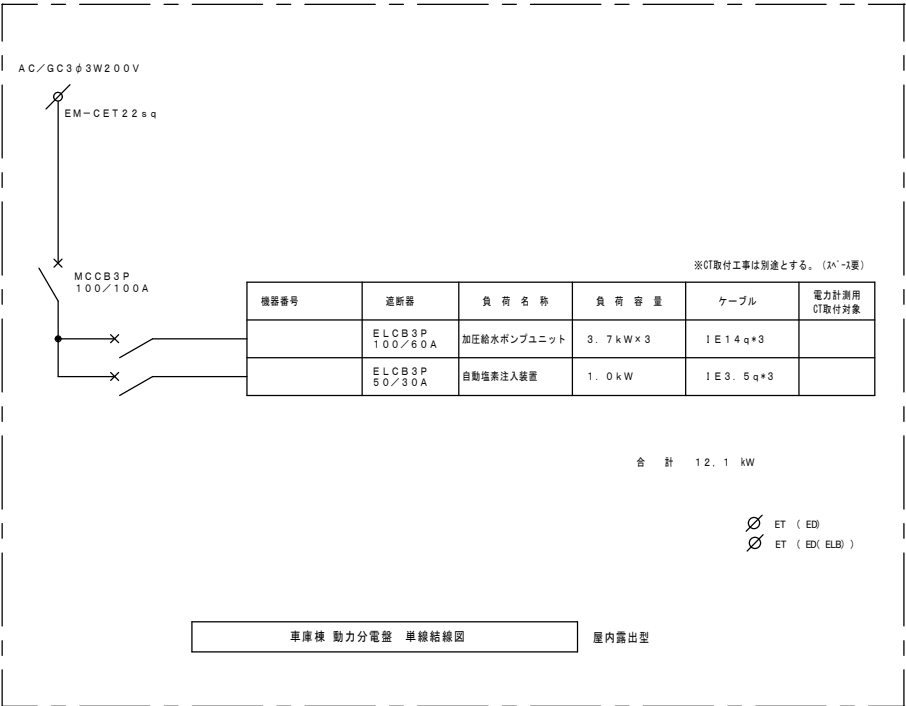 AC/GC3φ3W200V
EM-CET22sq
MCCB3P
100/100A
※CT取付工事は別途とする。(スペース要)
機器番号 遮断器 負荷名称 負荷容量 ケーブル 電力計測用
CT取付対象
ELCB3P
100/60A 加圧給水ポンプユニット 3.7kW×3 IE14q*3
ELCB3P
50/30A 自動塩素注入装置 1.0kW IE3.5q*3
合計 12.1 kW
ET (ED)
ET (ED(ELB))
車庫棟 動力分電盤 単線結線図 屋内露出型